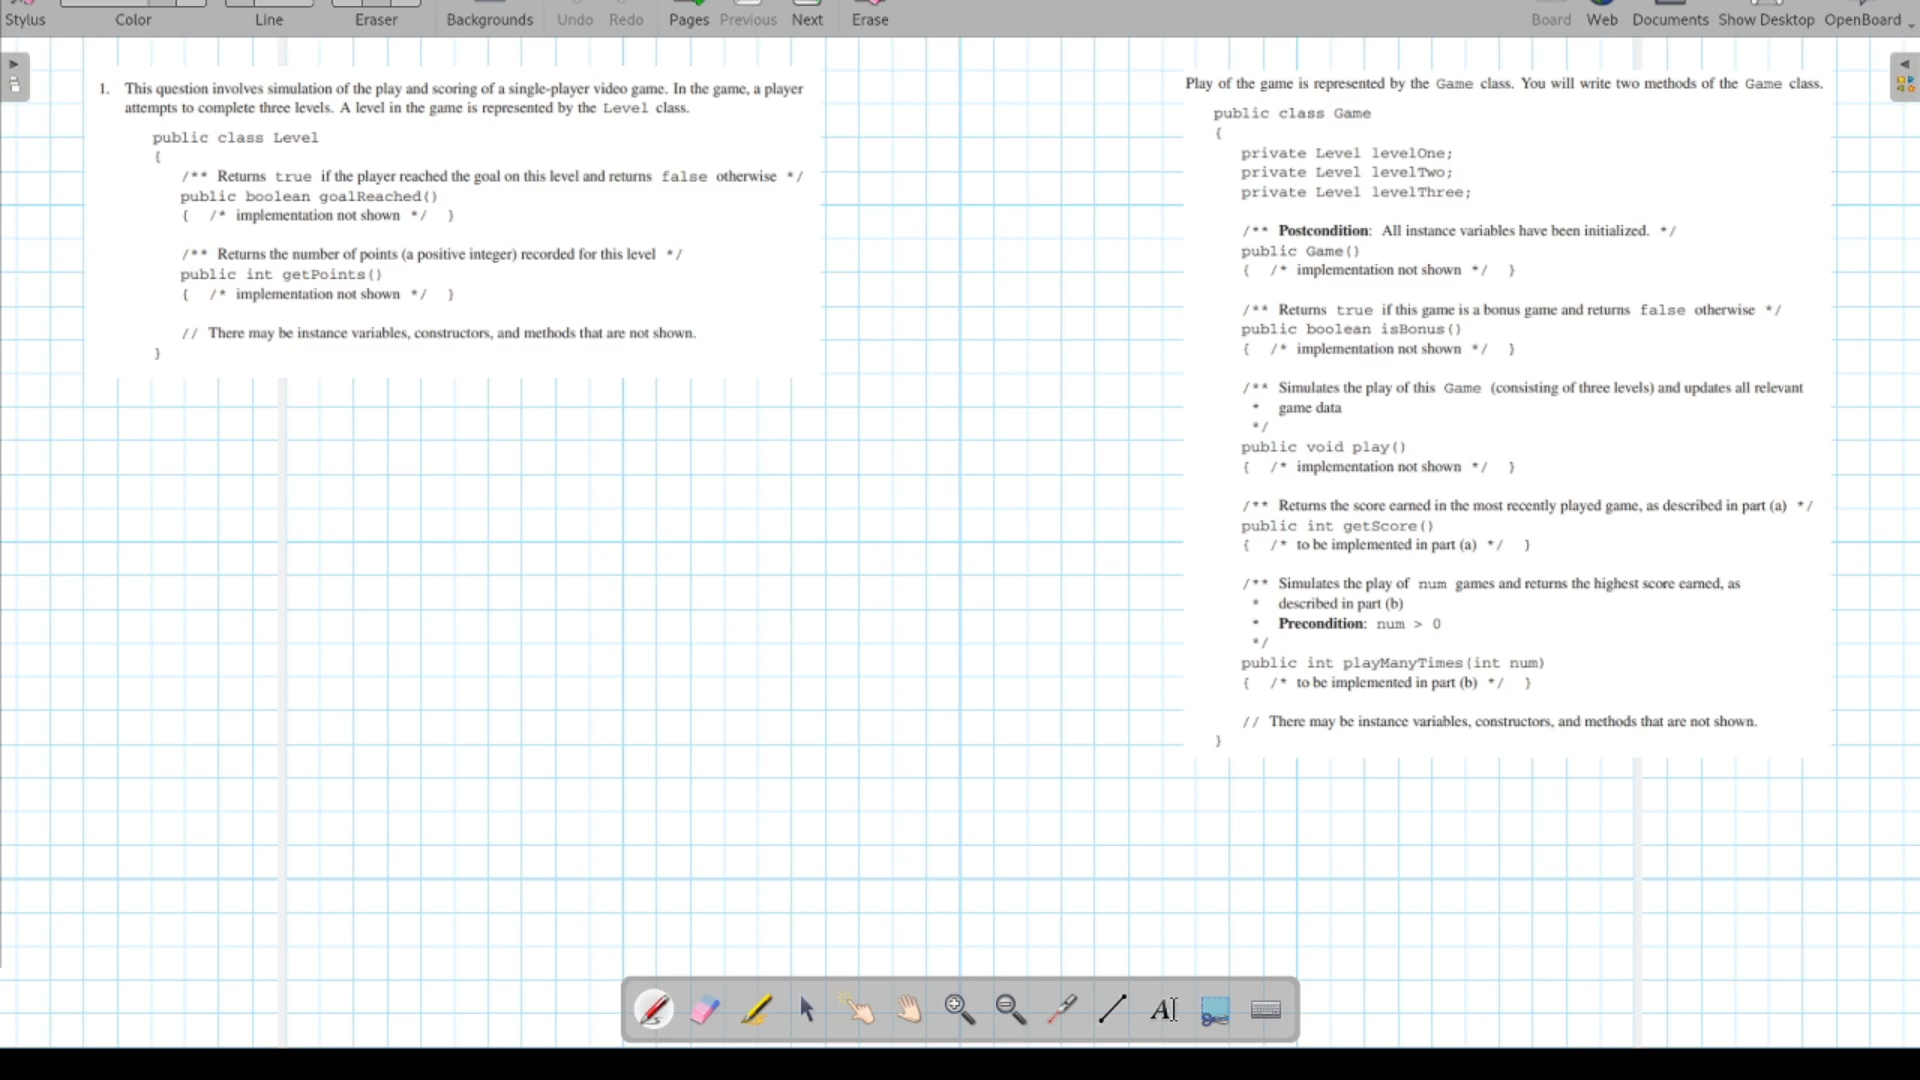 Stylus Color Line Eraser Backgrounds Undo Redo Pages Previous Next Erase Board Web Documents Show Desktop OpenBoard
1. This question involves simulation of the play and scoring of a single-player video game. In the game, a player
attempts to complete three levels. A level in the game is represented by the Level class.
public class Level
{
/** Returns true if the player reached the goal on this level and returns false otherwise */
public boolean goalReached()
{ /* implementation not shown */ }
/** Returns the number of points (a positive integer) recorded for this level */
public int getPoints()
{ /* implementation not shown */ }
// There may be instance variables, constructors, and methods that are not shown.
}
Play of the game is represented by the Game class. You will write two methods of the Game class.
public class Game
{
private Level levelOne;
private Level levelTwo;
private Level levelThree;
/** Postcondition: All instance variables have been initialized. */
public Game()
{ /* implementation not shown */ }
/** Returns true if this game is a bonus game and returns false otherwise */
public boolean isBonus()
{ /* implementation not shown */ }
/** Simulates the play of this Game (consisting of three levels) and updates all relevant
* game data
*/
public void play()
{ /* implementation not shown */ }
/** Returns the score earned in the most recently played game, as described in part (a) */
public int getScore()
{ /* to be implemented in part (a) */ }
/** Simulates the play of num games and returns the highest score earned, as
* described in part (b)
* Precondition: num > 0
*/
public int playManyTimes(int num)
{ /* to be implemented in part (b) */ }
// There may be instance variables, constructors, and methods that are not shown.
}